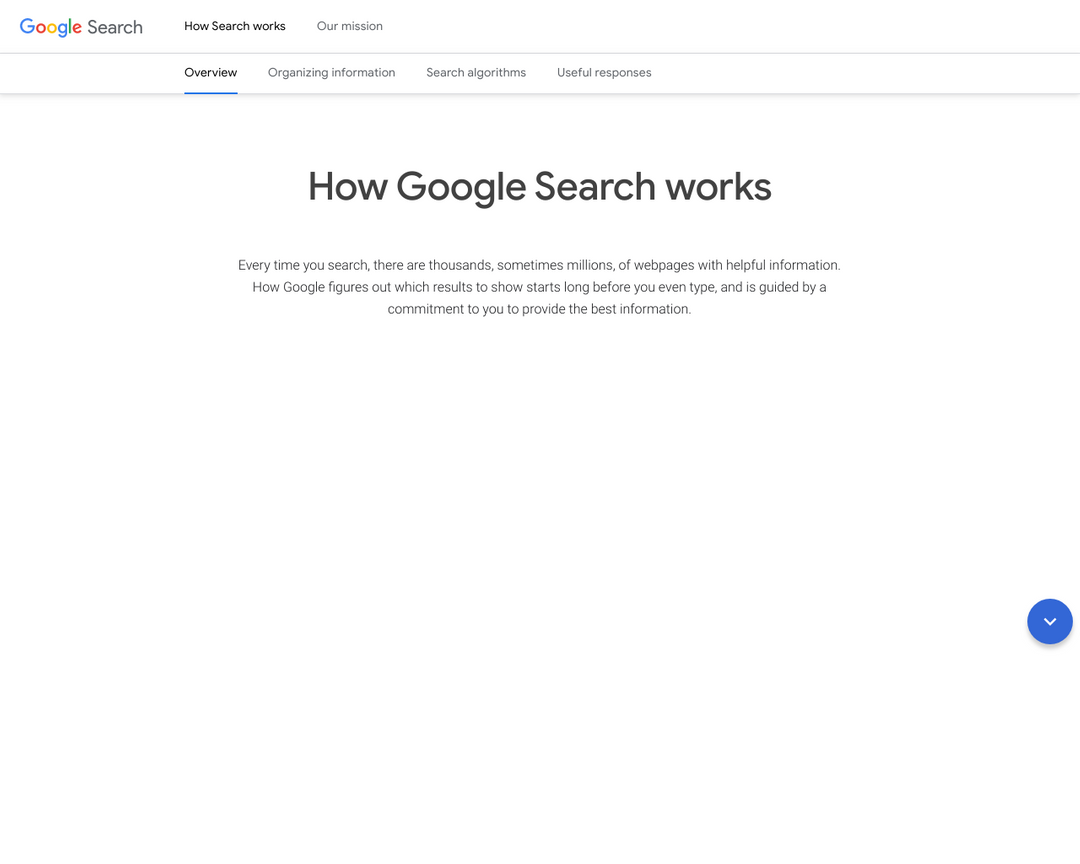 Google Search
How Search works
Our mission
Overview
Organizing information
Search algorithms
Useful responses
How Google Search works
Every time you search, there are thousands, sometimes millions, of webpages with helpful information.
How Google figures out which results to show starts long before you even type, and is guided by a
commitment to you to provide the best information.